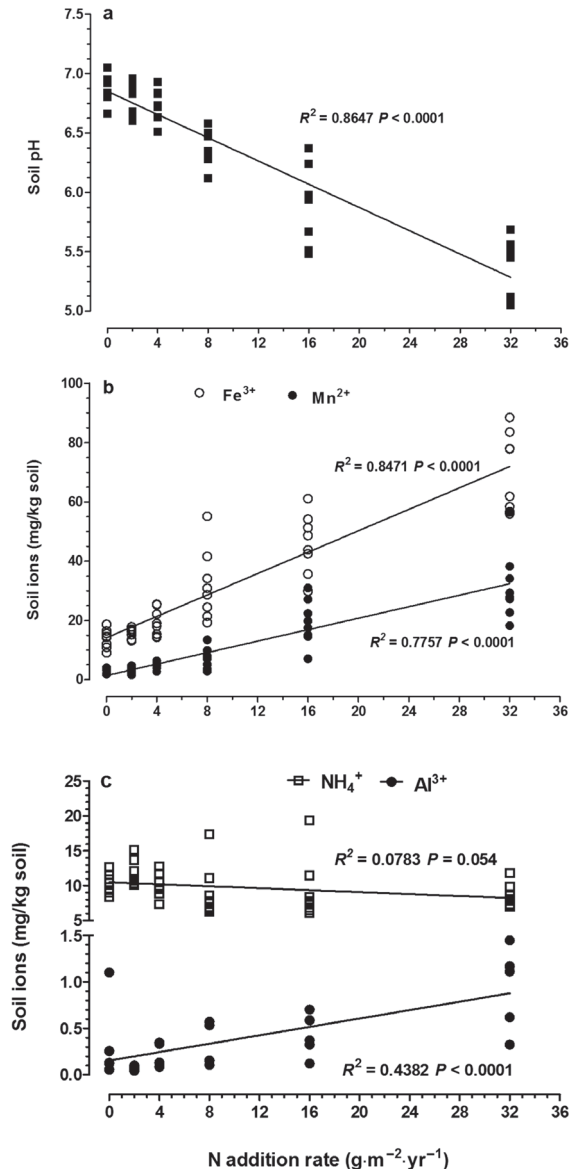 a
7.5
7.0
6.5
6.0
5.5
5.0
Soil pH
R² = 0.8647 P < 0.0001
0 4 8 12 16 20 24 28 32 36
b
Fe³⁺ Mn²⁺
100
80
60
40
20
0
Soil ions (mg/kg soil)
R² = 0.8471 P < 0.0001
R² = 0.7757 P < 0.0001
0 4 8 12 16 20 24 28 32 36
c
NH₄⁺ Al³⁺
25
20
15
10
5
1.5
1.0
0.5
0.0
Soil ions (mg/kg soil)
R² = 0.0783 P = 0.054
R² = 0.4382 P < 0.0001
0 4 8 12 16 20 24 28 32 36
N addition rate (g·m⁻²·yr⁻¹)